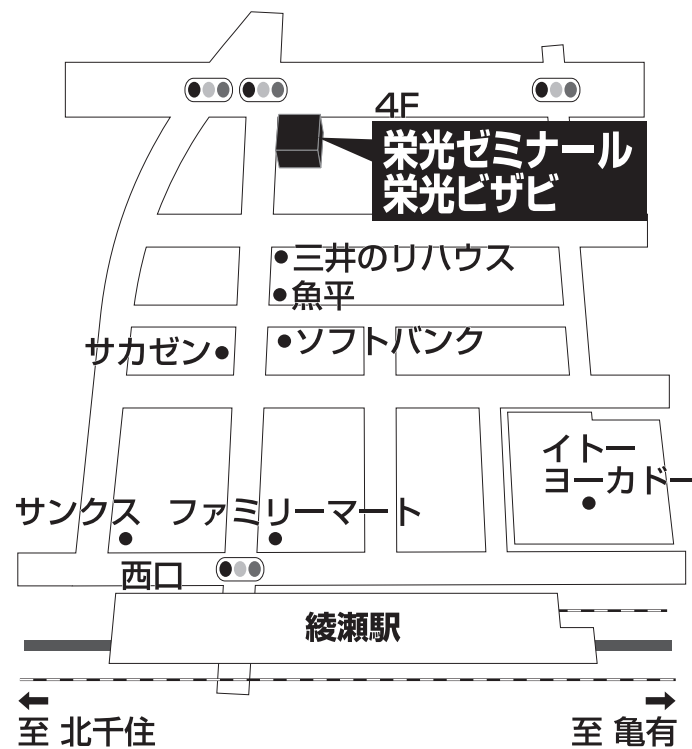 4F
栄光ゼミナール
栄光ビザビ
三井のリハウス
魚平
ソフトバンク
サカゼン
イトー
ヨーカドー
サンクス
ファミリーマート
西口
綾瀬駅
至 北千住
至 亀有